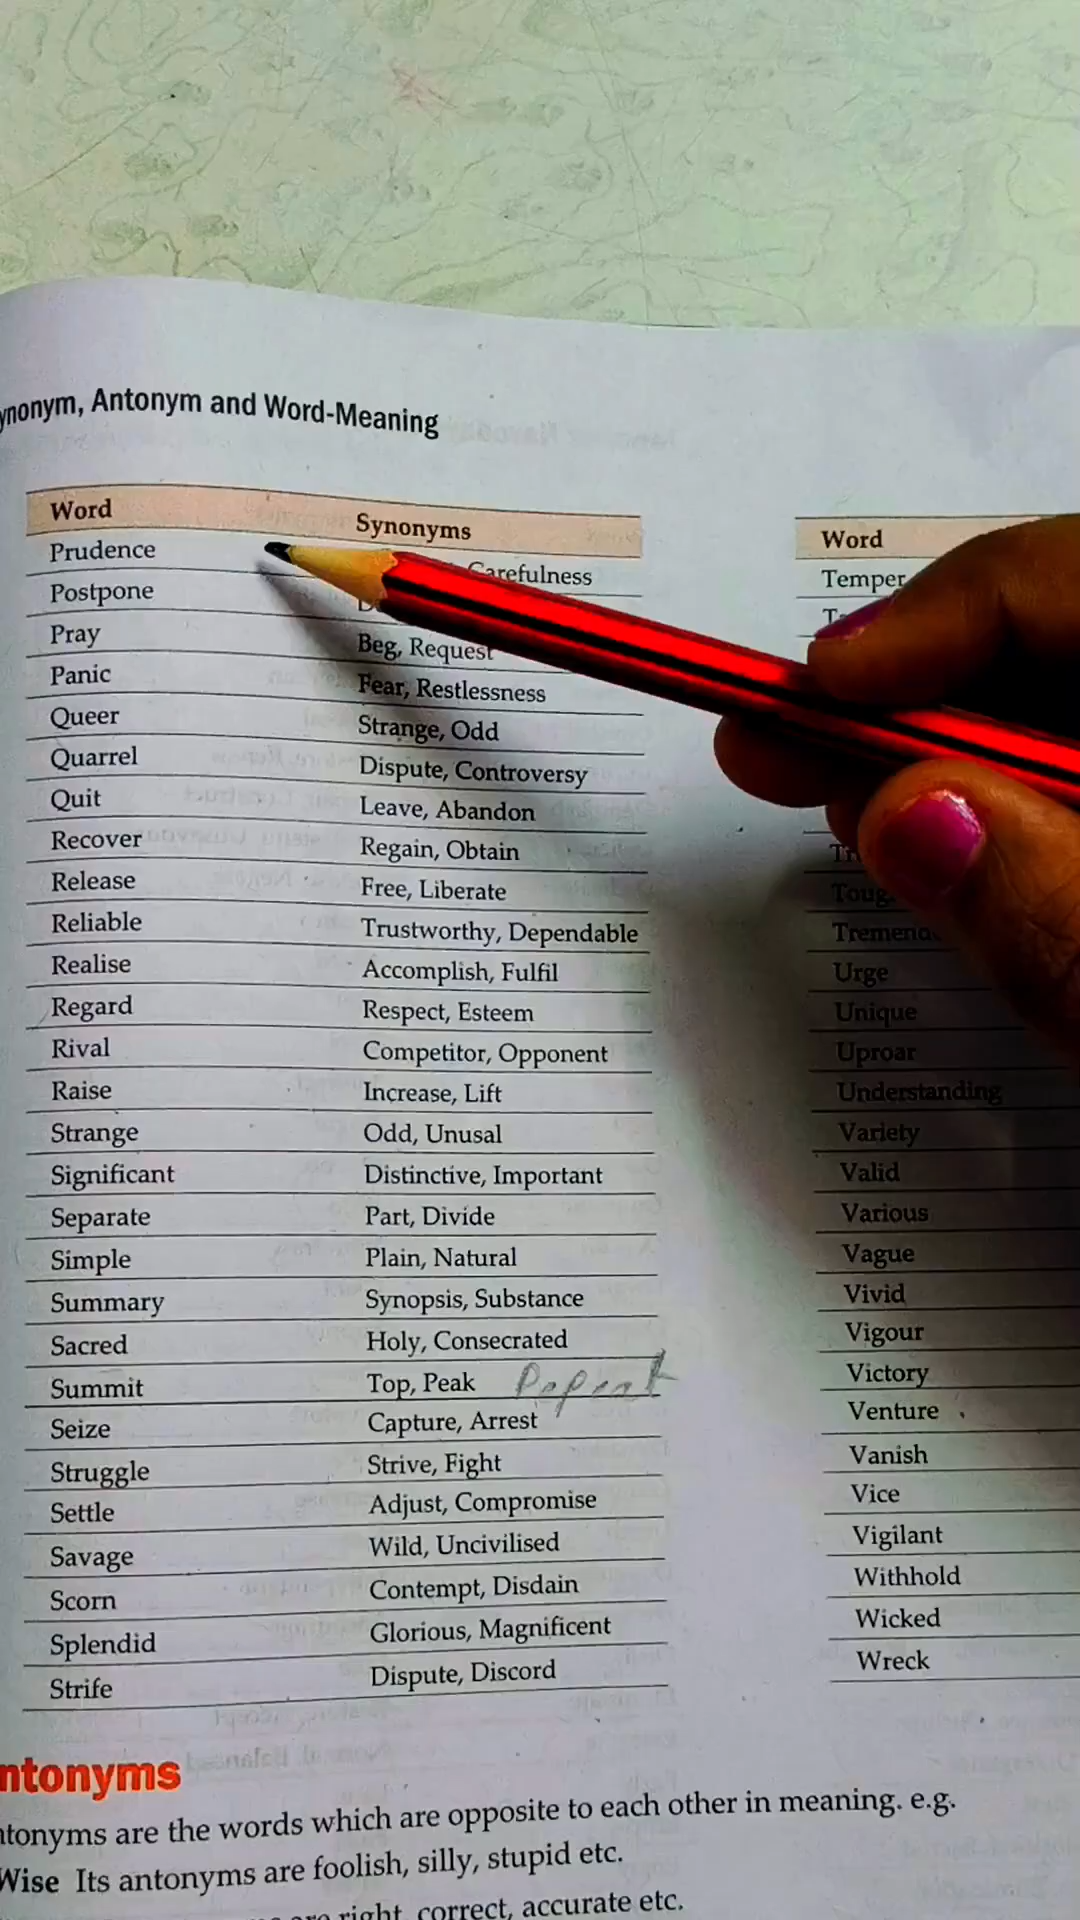 ynonym, Antonym and Word-Meaning
Word Synonyms
Prudence Carefulness
Postpone
Pray Beg, Request
Panic Fear, Restlessness
Queer Strange, Odd
Quarrel Dispute, Controversy
Quit Leave, Abandon
Recover Regain, Obtain
Release Free, Liberate
Reliable Trustworthy, Dependable
Realise Accomplish, Fulfil
Regard Respect, Esteem
Rival Competitor, Opponent
Raise Increase, Lift
Strange Odd, Unusal
Significant Distinctive, Important
Separate Part, Divide
Simple Plain, Natural
Summary Synopsis, Substance
Sacred Holy, Consecrated
Summit Top, Peak
Seize Capture, Arrest
Struggle Strive, Fight
Settle Adjust, Compromise
Savage Wild, Uncivilised
Scorn Contempt, Disdain
Splendid Glorious, Magnificent
Strife Dispute, Discord
Word
Temper
Urge
Unique
Uproar
Understanding
Variety
Valid
Various
Vague
Vivid
Vigour
Victory
Venture
Vanish
Vice
Vigilant
Withhold
Wicked
Wreck
ntonyms
ntonyms are the words which are opposite to each other in meaning. e.g.
Wise Its antonyms are foolish, silly, stupid etc.
are right, correct, accurate etc.